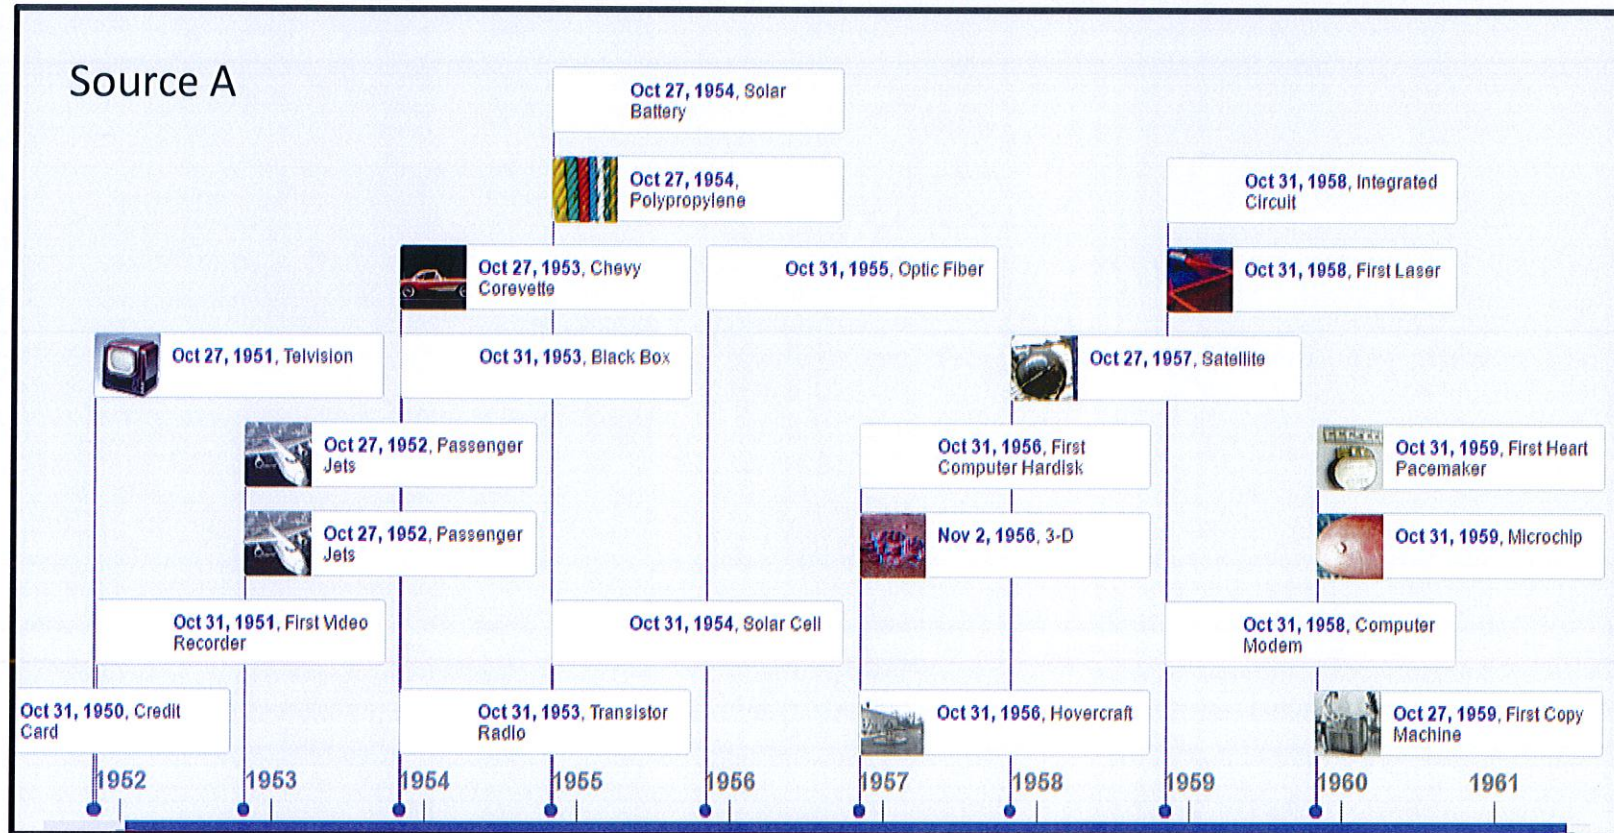 Source A
Oct 27, 1954, Solar
Battery
Oct 27, 1954,
Polypropylene
Oct 31, 1958, Integrated
Circuit
Oct 27, 1953, Chevy
Corevette
Oct 31, 1955, Optic Fiber
Oct 31, 1958, First Laser
Oct 27, 1951, Telvision
Oct 31, 1953, Black Box
Oct 27, 1957, Satellite
Oct 27, 1952, Passenger
Jets
Oct 31, 1956, First
Computer Hardisk
Oct 31, 1959, First Heart
Pacemaker
Oct 27, 1952, Passenger
Jets
Nov 2, 1956, 3-D
Oct 31, 1959, Microchip
Oct 31, 1951, First Video
Recorder
Oct 31, 1954, Solar Cell
Oct 31, 1958, Computer
Modem
Oct 31, 1950, Credit
Card
Oct 31, 1953, Transistor
Radio
Oct 31, 1956, Hovercraft
Oct 27, 1959, First Copy
Machine
1952 1953 1954 1955 1956 1957 1958 1959 1960 1961